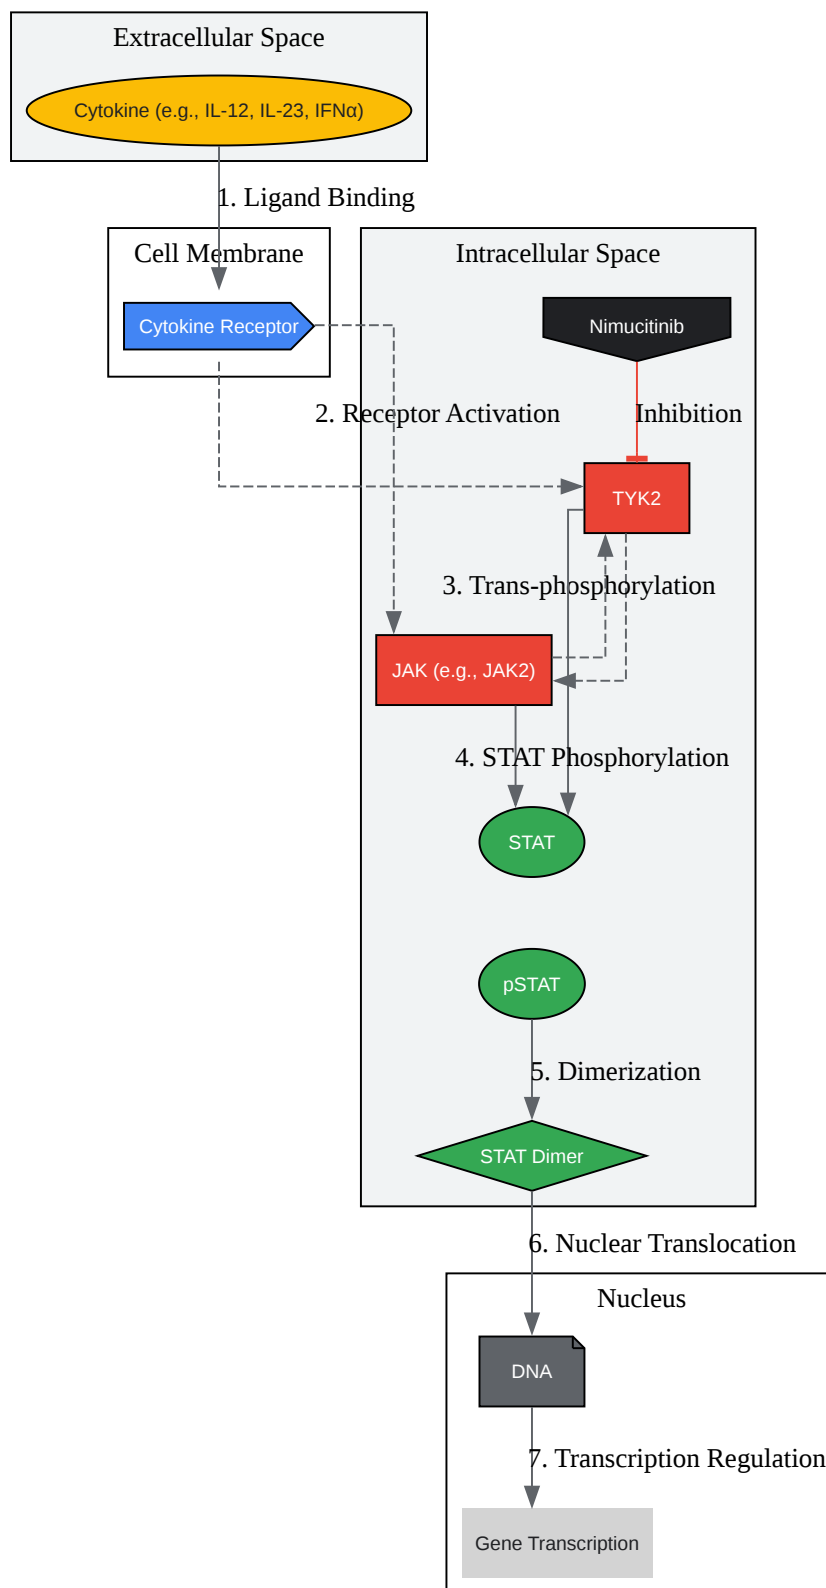 Extracellular Space
Cytokine (e.g., IL-12, IL-23, IFNα)
1. Ligand Binding
Cell Membrane
Intracellular Space
Cytokine Receptor
Nimucitinib
2. Receptor Activation
Inhibition
TYK2
3. Trans-phosphorylation
JAK (e.g., JAK2)
4. STAT Phosphorylation
STAT
pSTAT
5. Dimerization
STAT Dimer
6. Nuclear Translocation
Nucleus
DNA
7. Transcription Regulation
Gene Transcription